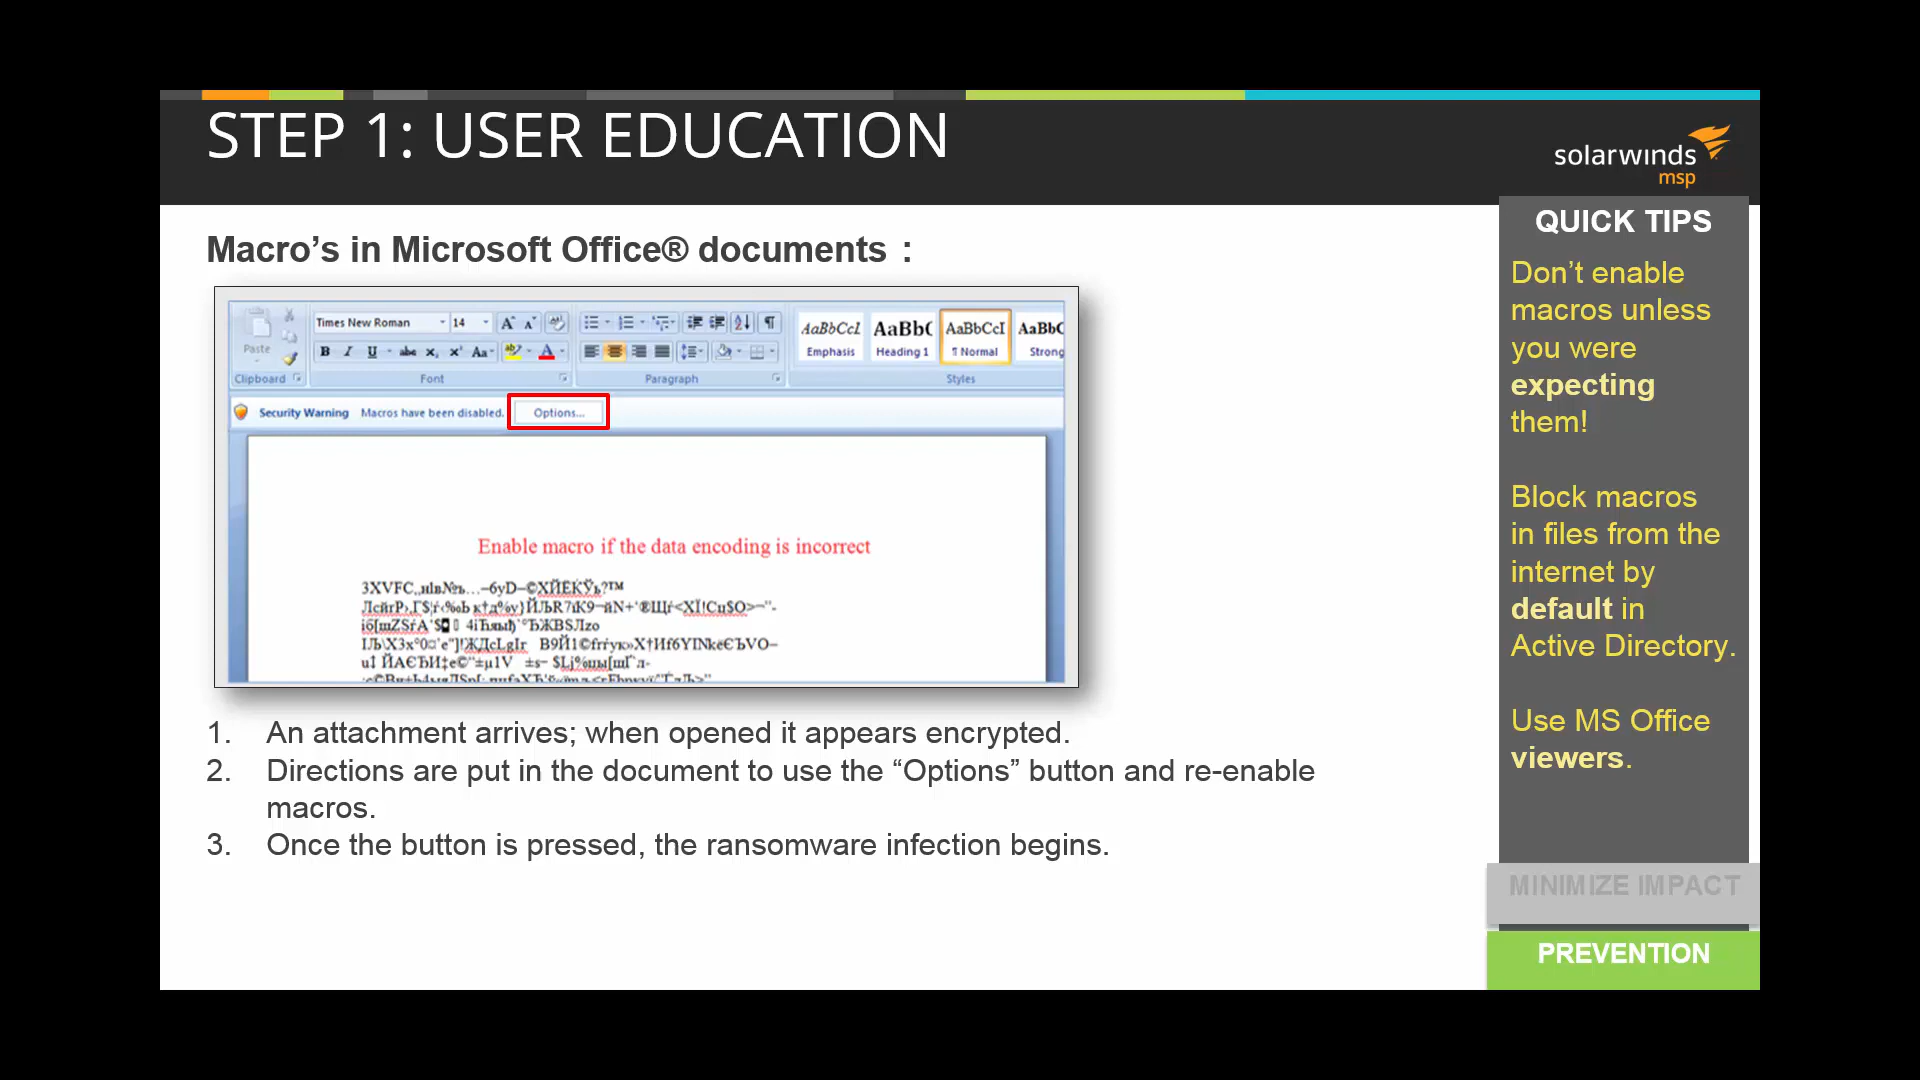 STEP 1: USER EDUCATION
solarwinds
msp
Macro’s in Microsoft Office® documents :
Times New Roman
14
Paste
AaBbCcI
AaBb(
AaBbCcI
AaBbC
Emphasis
Heading 1
¶ Normal
Strong
Clipboard
Font
Paragraph
Styles
Security Warning Macros have been disabled. Options...
Enable macro if the data encoding is incorrect
1. An attachment arrives; when opened it appears encrypted.
2. Directions are put in the document to use the “Options” button and re-enable
macros.
3. Once the button is pressed, the ransomware infection begins.
QUICK TIPS
Don’t enable
macros unless
you were
expecting
them!
Block macros
in files from the
internet by
default in
Active Directory.
Use MS Office
viewers.
MINIMIZE IMPACT
PREVENTION